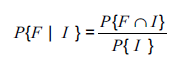 P{F | I} = P{F ∩ I} / P{ I }